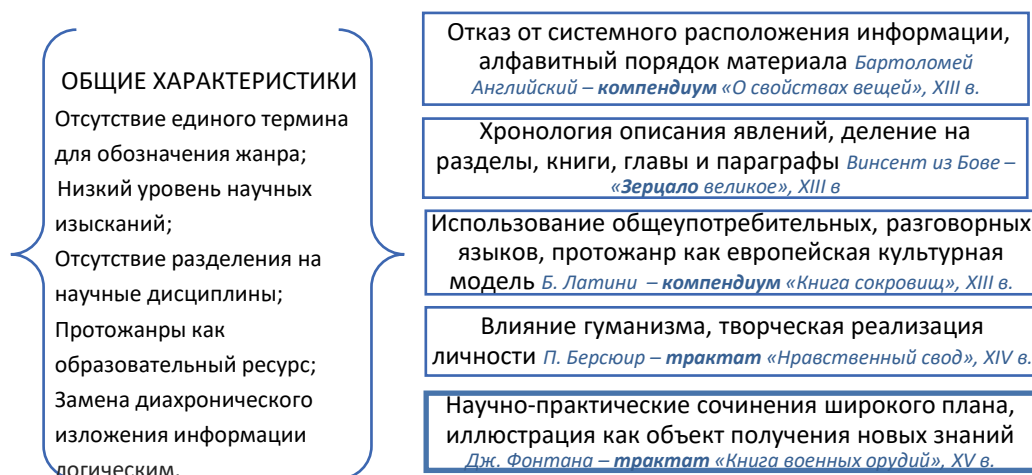 ОБЩИЕ ХАРАКТЕРИСТИКИ
Отсутствие единого термина
для обозначения жанра;
Низкий уровень научных
изысканий;
Отсутствие разделения на
научные дисциплины;
Протожанры как
образовательный ресурс;
Замена диахронического
изложения информации
логическим.
Отказ от системного расположения информации,
алфавитный порядок материала Бартоломей
Английский – компендиум «О свойствах вещей», XIII в.
Хронология описания явлений, деление на
разделы, книги, главы и параграфы Винсент из Бове –
«Зерцало великое», XIII в
Использование общеупотребительных, разговорных
языков, протожанр как европейская культурная
модель Б. Латини – компендиум «Книга сокровищ», XIII в.
Влияние гуманизма, творческая реализация
личности П. Берсюир – трактат «Нравственный свод», XIV в.
Научно-практические сочинения широкого плана,
иллюстрация как объект получения новых знаний
Дж. Фонтана – трактат «Книга военных орудий», XV в.